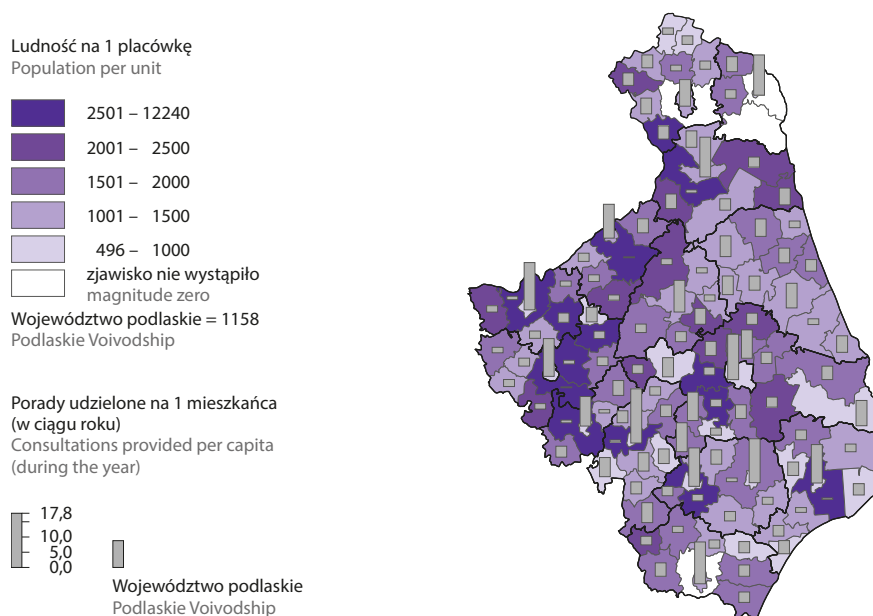 Ludność na 1 placówkę
Population per unit
2501 – 12240
2001 – 2500
1501 – 2000
1001 – 1500
496 – 1000
zjawisko nie wystąpiło
magnitude zero
Województwo podlaskie = 1158
Podlaskie Voivodship
Porady udzielone na 1 mieszkańca
(w ciągu roku)
Consultations provided per capita
(during the year)
17,8
10,0
5,0
0,0
Województwo podlaskie
Podlaskie Voivodship